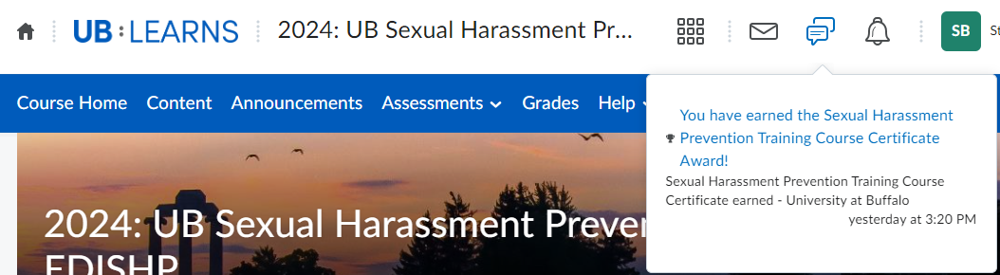 UB:LEARNS
2024: UB Sexual Harassment Pr...
SB
St
Course Home
Content
Announcements
Assessments
Grades
Help
You have earned the Sexual Harassment
Prevention Training Course Certificate
Award!
Sexual Harassment Prevention Training Course
Certificate earned - University at Buffalo
yesterday at 3:20 PM
2024: UB Sexual Harassment Preven
EDISHP